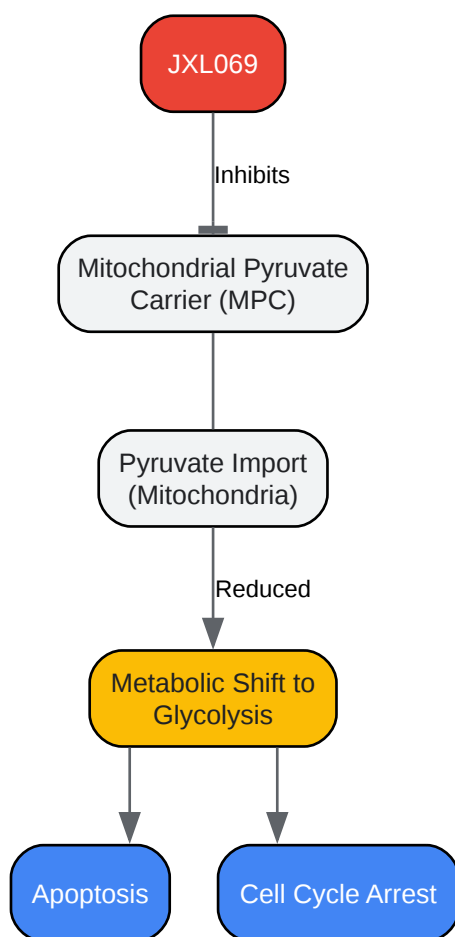 JXL069
Inhibits
Mitochondrial Pyruvate
Carrier (MPC)
Pyruvate Import
(Mitochondria)
Reduced
Metabolic Shift to
Glycolysis
Apoptosis
Cell Cycle Arrest